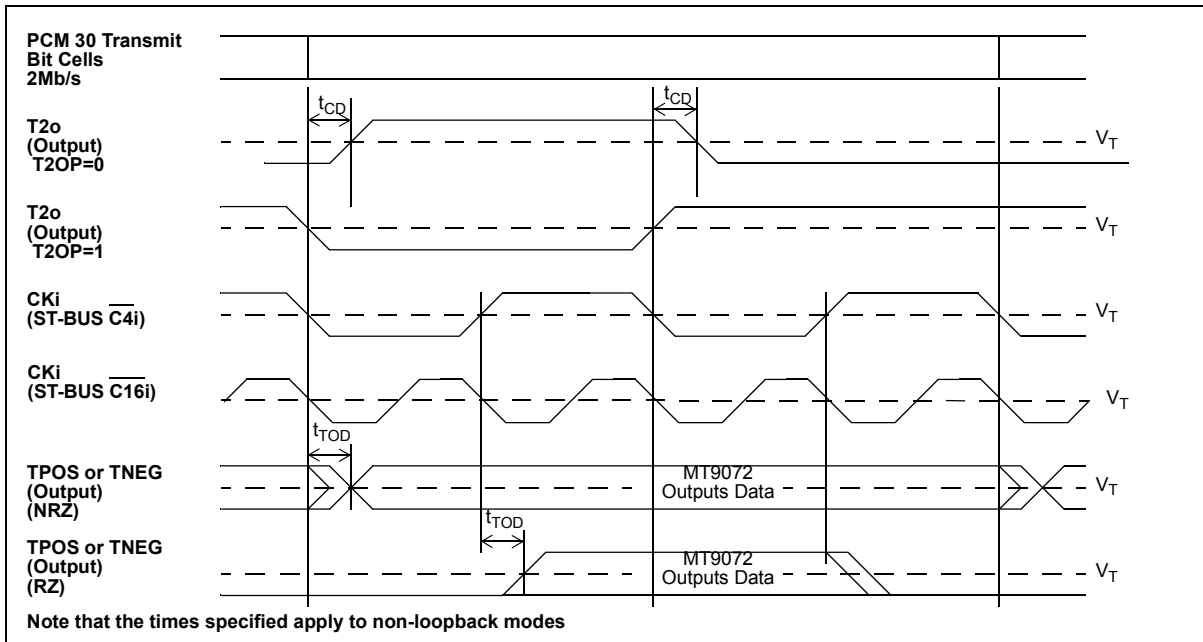 PCM 30 Transmit
Bit Cells
2Mb/s
tCD
tCD
T2o
(Output)
T2OP=0
VT
T2o
(Output)
T2OP=1
VT
CKi
(ST-BUS C4i)
VT
CKi
(ST-BUS C16i)
VT
tTOD
TPOS or TNEG
(Output)
(NRZ)
MT9072
Outputs Data
VT
tTOD
TPOS or TNEG
(Output)
(RZ)
MT9072
Outputs Data
VT
Note that the times specified apply to non-loopback modes